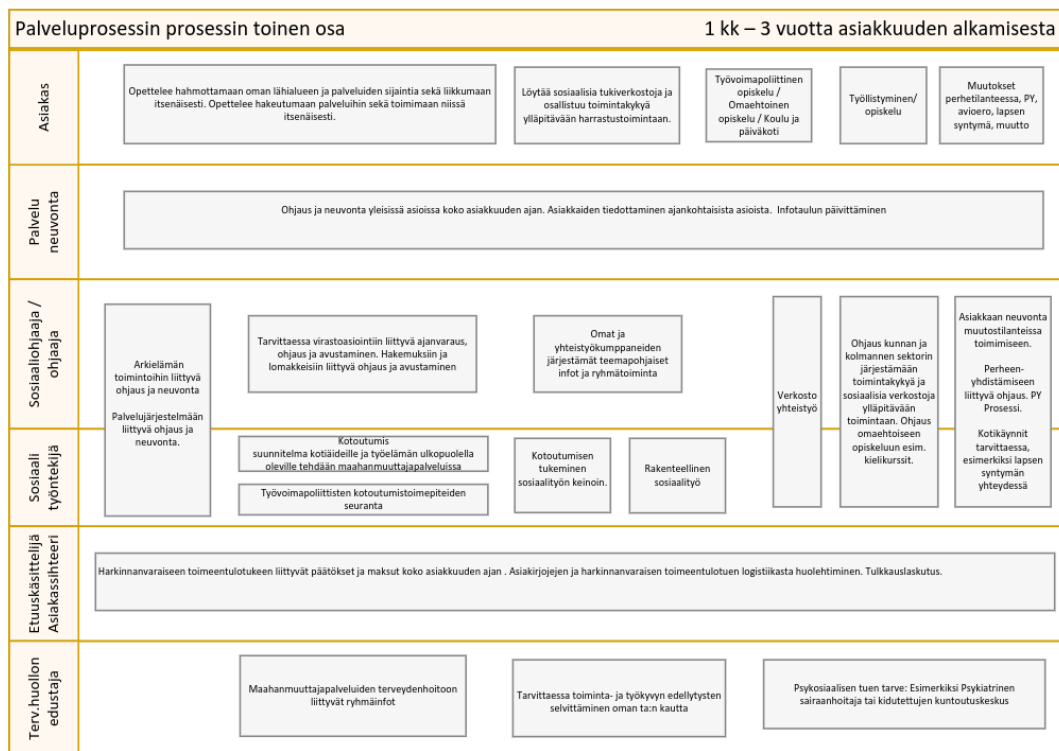 Palveluprosessin prosessin toinen osa
1 kk – 3 vuotta asiakkuuden alkamisesta
Asiakas
Opettelee hahmottamaan oman lähialueen ja palveluiden sijaintia sekä liikkumaan
itsenäisesti. Opettelee hakeutumaan palveluihin sekä toimimaan niissä
itsenäisesti.
Löytää sosiaalisia tukiverkostoja ja
osallistuu toimintakykyä
ylläpitävään harrastustoimintaan.
Työvoimapoliittinen
opiskelu /
Omaehtoinen
opiskelu / Koulu ja
päiväkoti
Työllistyminen/
opiskelu
Muutokset
perhetilanteessa, PY,
avioero, lapsen
syntymä, muutto
Palvelu
neuvonta
Ohjaus ja neuvonta yleisissä asioissa koko asiakkuuden ajan. Asiakkaiden tiedottaminen ajankohtaisista asioista. Infotaulun päivittäminen
Sosiaaliohjaaja /
ohjaaja
Arkielämän
toimintoihin liittyvä
ohjaus ja neuvonta
Palvelujärjestelmään
liittyvä ohjaus ja
neuvonta.
Tarvittaessa virastoasiointiin liittyvä ajanvaraus,
ohjaus ja avustaminen. Hakemuksiin ja
lomakkeisiin liittyvä ohjaus ja avustaminen
Omat ja
yhteistyökumppaneiden
järjestämät teemapohjaiset
infot ja ryhmätoiminta
Verkosto
yhteistyö
Ohjaus kunnan ja
kolmannen sektorin
järjestämään
toimintakykyä ja
sosiaalisia verkostoja
ylläpitävään
toimintaan. Ohjaus
omaehtoiseen
opiskeluun esim.
kielikurssit.
Asiakkaan neuvonta
muutostilanteissa
toimimiseen.
Perheen-
yhdistämiseen
liittyvä ohjaus. PY
Prosessi.
Kotikäynnit
tarvittaessa,
esimerkiksi lapsen
syntymän
yhteydessä
Sosiaali
työntekijä
Kotoutumis
suunnitelma kotiäideille ja työelämän ulkopuolella
oleville tehdään maahanmuuttajapalveluissa
Työvoimapoliittisten kotoutumistoimepiteiden
seuranta
Kotoutumisen
tukeminen
sosiaalityön keinoin.
Rakenteellinen
sosiaalityö
Etuuskäsittelijä
Asiakassihteeri
Harkinnanvaraiseen toimeentulotukeen liittyvät päätökset ja maksut koko asiakkuuden ajan . Asiakirjojejen ja harkinnanvaraisen toimeentulotuen logistiikasta huolehtiminen. Tulkkauslaskutus.
Terv.huollon
edustaja
Maahanmuuttajapalveluiden terveydenhoitoon
liittyvät ryhmäinfot
Tarvittaessa toiminta- ja työkyvyn edellytysten
selvittäminen oman ta:n kautta
Psykosiaalisen tuen tarve: Esimerkiksi Psykiatrinen
sairaanhoitaja tai kidutettujen kuntoutuskeskus